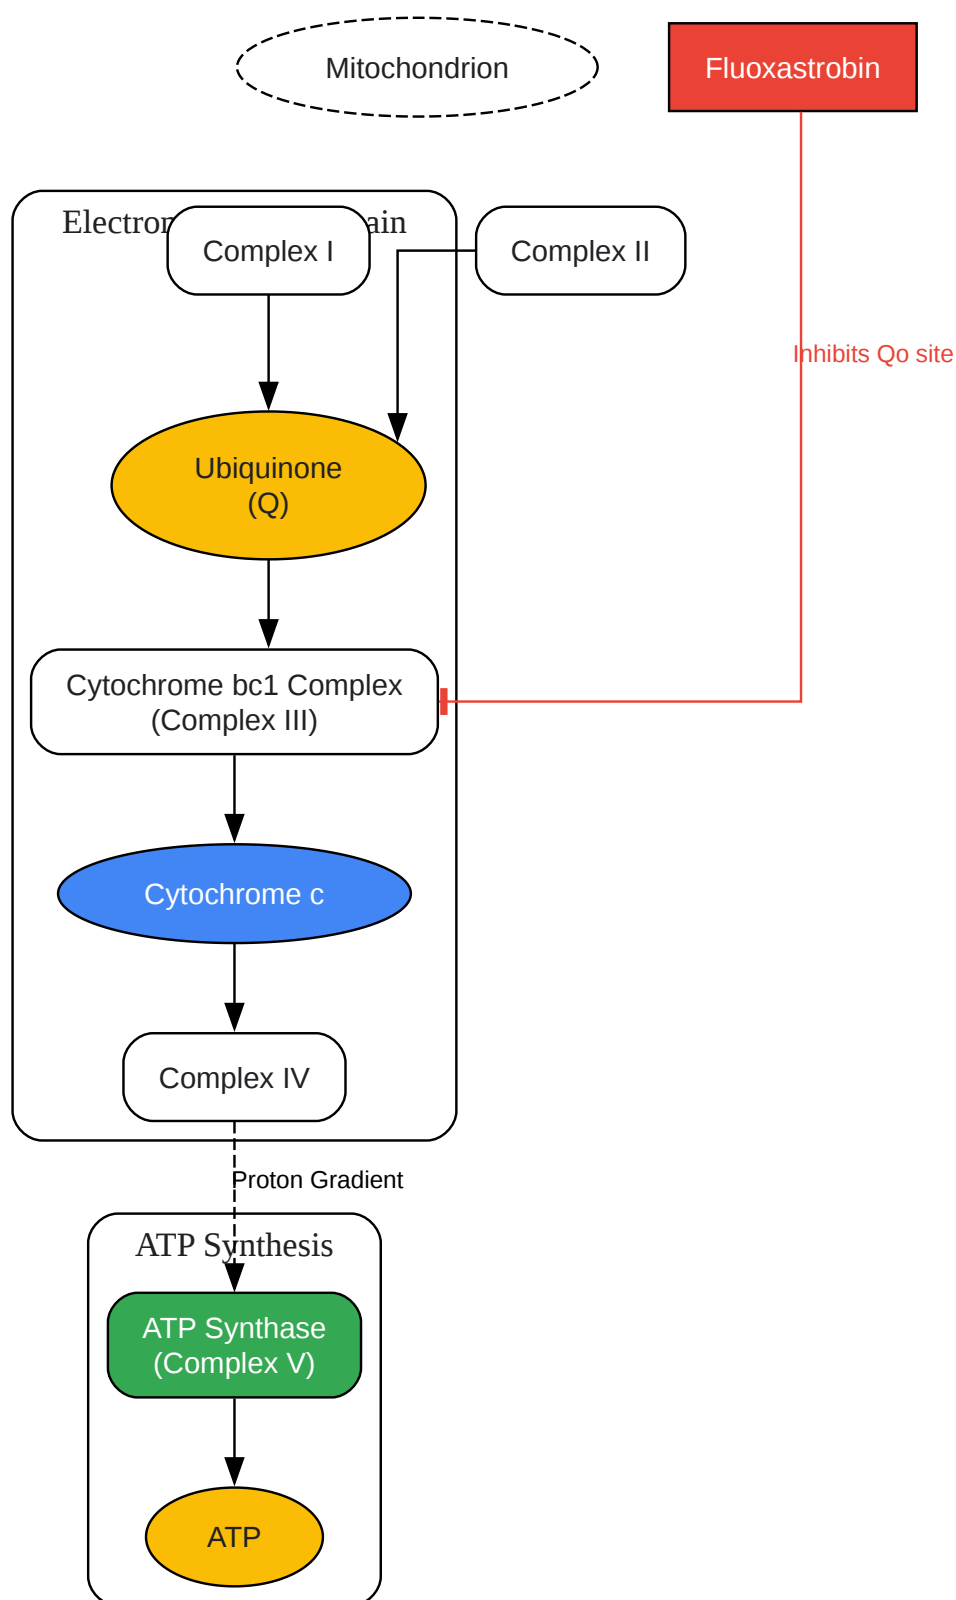 Mitochondrion
Fluoxastrobin
Electron ain
Complex I
Complex II
Inhibits Qo site
Ubiquinone
(Q)
Cytochrome bc1 Complex
(Complex III)
Cytochrome c
Complex IV
Proton Gradient
ATP Synthesis
ATP Synthase
(Complex V)
ATP